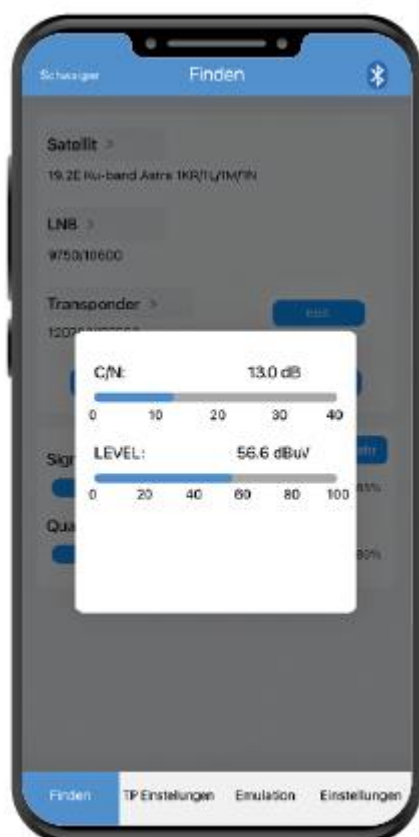 Schwaiger
Finden
Satellit >
19.2E Ku-band Astra 1KR/1L/1M/1N
LNB >
9750/10600
Transponder >
C/N: 13.0 dB
0 10 20 30 40
LEVEL: 56.6 dBuV
0 20 40 60 80 100
Sign
Qua
Finden TP Einstellungen Emulation Einstellungen